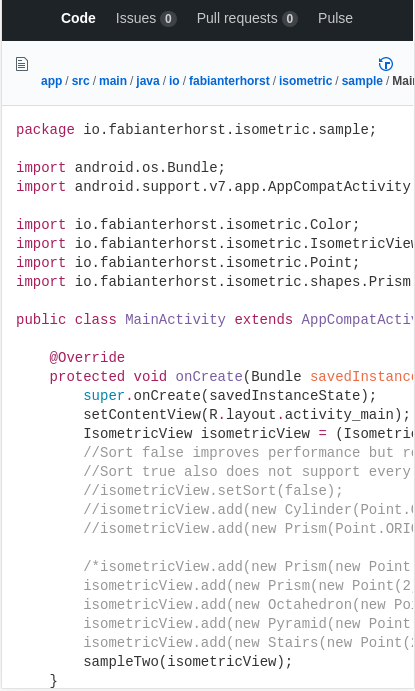 Code Issues 0 Pull requests 0 Pulse
app / src / main / java / io / fabianterhorst / isometric / sample / Mai
package io.fabianterhorst.isometric.sample;
import android.os.Bundle;
import android.support.v7.app.AppCompatActivity
import io.fabianterhorst.isometric.Color;
import io.fabianterhorst.isometric.IsometricView
import io.fabianterhorst.isometric.Point;
import io.fabianterhorst.isometric.shapes.Prism
public class MainActivity extends AppCompatActiv
@Override
protected void onCreate(Bundle savedInstance
super.onCreate(savedInstanceState);
setContentView(R.layout.activity_main);
IsometricView isometricView = (Isometric
//Sort false improves performance but re
//Sort true also does not support every
//isometricView.setSort(false);
//isometricView.add(new Cylinder(Point.O
//isometricView.add(new Prism(Point.ORIG
/*isometricView.add(new Prism(new Point
isometricView.add(new Prism(new Point(2
isometricView.add(new Octahedron(new Poi
isometricView.add(new Pyramid(new Point
isometricView.add(new Stairs(new Point(2
sampleTwo(isometricView);
}